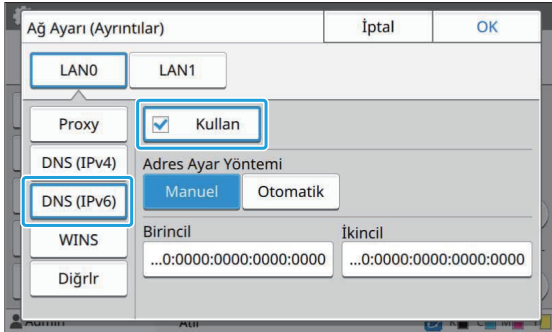 Ağ Ayarı (Ayrıntılar)
İptal
OK
LAN0
LAN1
Proxy
Kullan
DNS (IPv4)
Adres Ayar Yöntemi
Manuel
Otomatik
DNS (IPv6)
WINS
Birincil
İkincil
...0:0000:0000:0000:0000
...0:0000:0000:0000:0000
Diğrlr